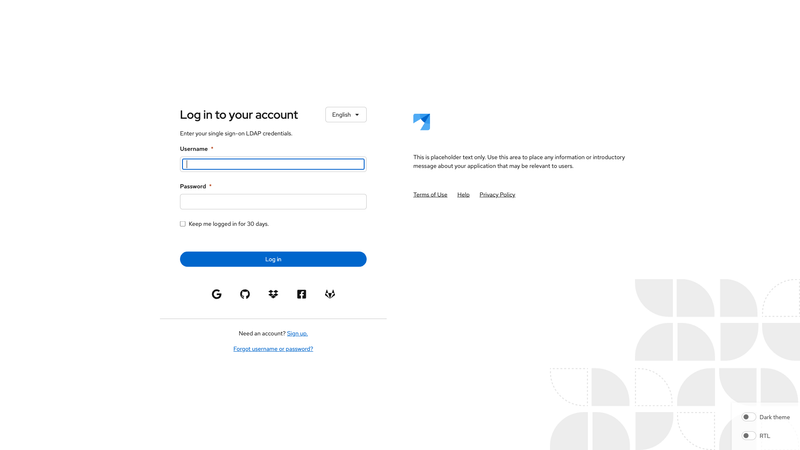 Log in to your account
English
Enter your single sign-on LDAP credentials.
Username *
Password *
Keep me logged in for 30 days.
Log in
Need an account? Sign up.
Forgot username or password?
This is placeholder text only. Use this area to place any information or introductory
message about your application that may be relevant to users.
Terms of Use Help Privacy Policy
Dark theme
RTL